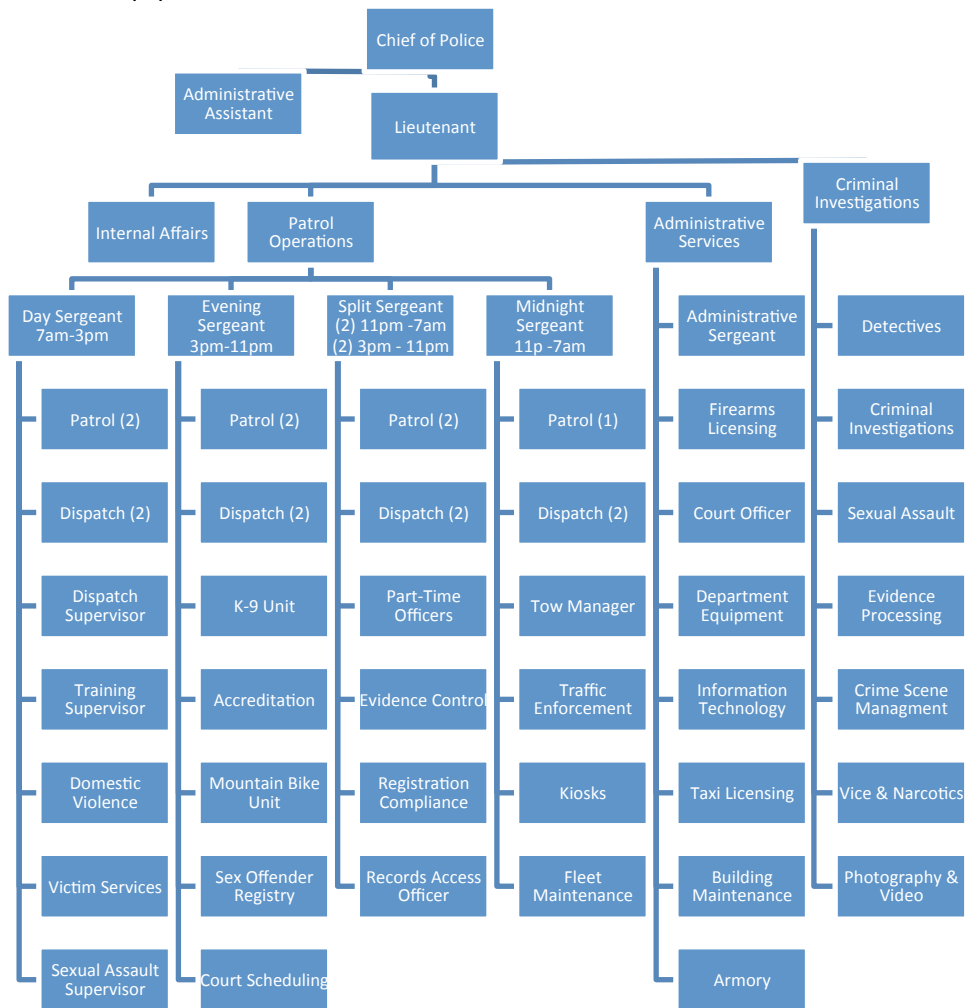 Chief of Police
Administrative
Assistant
Lieutenant
Criminal
Investigations
Internal Affairs
Patrol
Operations
Administrative
Services
Day Sergeant
7am-3pm
Evening
Sergeant
3pm-11pm
Split Sergeant
(2) 11pm -7am
(2) 3pm - 11pm
Midnight
Sergeant
11p -7am
Administrative
Sergeant
Detectives
Patrol (2)
Patrol (2)
Patrol (2)
Patrol (1)
Firearms
Licensing
Criminal
Investigations
Dispatch (2)
Dispatch (2)
Dispatch (2)
Dispatch (2)
Court Officer
Sexual Assault
Dispatch
Supervisor
K-9 Unit
Part-Time
Officers
Tow Manager
Department
Equipment
Evidence
Processing
Training
Supervisor
Accreditation
Evidence Control
Traffic
Enforcement
Information
Technology
Crime Scene
Managment
Domestic
Violence
Mountain Bike
Unit
Registration
Compliance
Kiosks
Taxi Licensing
Vice & Narcotics
Victim Services
Sex Offender
Registry
Records Access
Officer
Fleet
Maintenance
Building
Maintenance
Photography &
Video
Sexual Assault
Supervisor
Court Scheduling
Armory